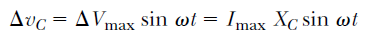 Δv_C = ΔV_max sin ωt = I_max X_C sin ωt